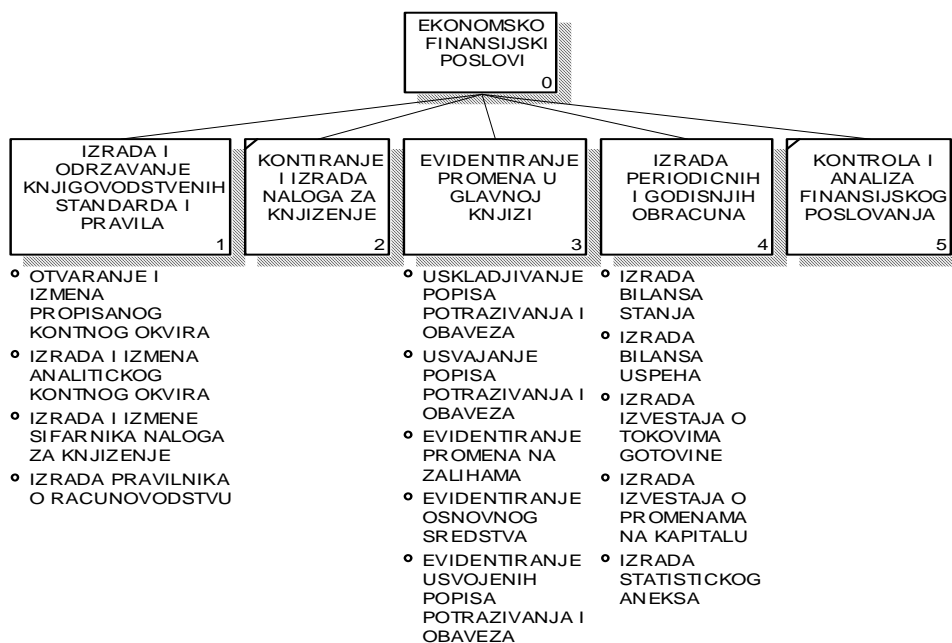 EKONOMSKO
FINANSIJSKI
POSLOVI
0
IZRADA I
ODRZAVANJE
KNJIGOVODSTVENIH
STANDARDA I
PRAVILA
1
KONTIRANJE
I IZRADA
NALOGA ZA
KNJIZENJE
2
EVIDENTIRANJE
PROMENA U
GLAVNOJ
KNJIZI
3
IZRADA
PERIODICNIH
I GODISNJIH
OBRACUNA
4
KONTROLA I
ANALIZA
FINANSIJSKOG
POSLOVANJA
5
OTVARANJE I
IZMENA
PROPISANOG
KONTNOG OKVIRA
IZRADA I IZMENA
ANALITICKOG
KONTNOG OKVIRA
IZRADA I IZMENE
SIFARNIKA NALOGA
ZA KNJIZENJE
IZRADA PRAVILNIKA
O RACUNOVODSTVU
USKLADJIVANJE
POPISA
POTRAZIVANJA I
OBAVEZA
USVAJANJE
POPISA
POTRAZIVANJA I
OBAVEZA
EVIDENTIRANJE
PROMENA NA
ZALIHAMA
EVIDENTIRANJE
OSNOVNOG
SREDSTVA
EVIDENTIRANJE
USVOJENIH
POPISA
POTRAZIVANJA I
OBAVEZA
IZRADA
BILANSA
STANJA
IZRADA
BILANSA
USPEHA
IZRADA
IZVESTAJA O
TOKOVIMA
GOTOVINE
IZRADA
IZVESTAJA O
PROMENAMA
NA KAPITALU
IZRADA
STATISTICKOG
ANEKSA